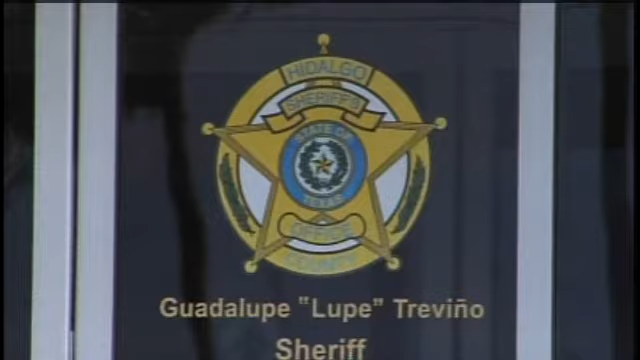 HIDALGO
SHERIFF'S
STATE OF
TEXAS
OFFICE
COUNTY
Guadalupe "Lupe” Treviño
Sheriff